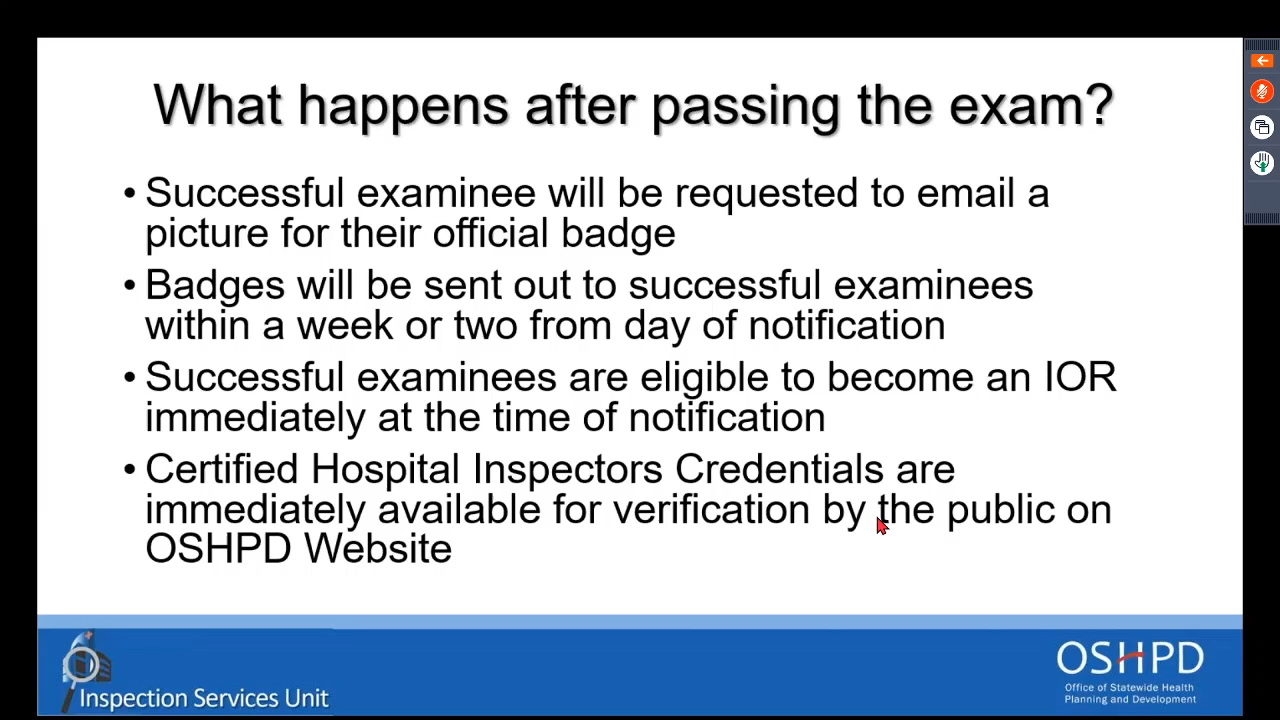 What happens after passing the exam?
• Successful examinee will be requested to email a
picture for their official badge
• Badges will be sent out to successful examinees
within a week or two from day of notification
• Successful examinees are eligible to become an IOR
immediately at the time of notification
• Certified Hospital Inspectors Credentials are
immediately available for verification by the public on
OSHPD Website
Inspection Services Unit
OSHPD
Office of Statewide Health
Planning and Development